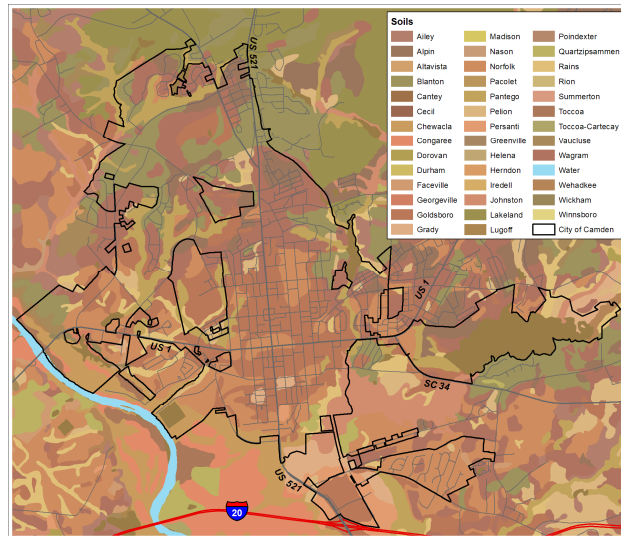 Soils
Ailey
Alpin
Altavista
Blanton
Cantey
Cecil
Chewacla
Congaree
Dorovan
Durham
Faceville
Georgeville
Goldsboro
Grady
Madison
Nason
Norfolk
Pacolet
Pantego
Pelion
Persanti
Greenville
Helena
Herndon
Iredell
Johnston
Lakeland
Lugoff
Poindexter
Quartzipsammen
Rains
Rion
Summerton
Toccoa
Toccoa-Cartecay
Vaucluse
Wagram
Water
Wehadkee
Wickham
Winnsboro
City of Camden
US 521
US 1
US 1
SC 34
US 521
20